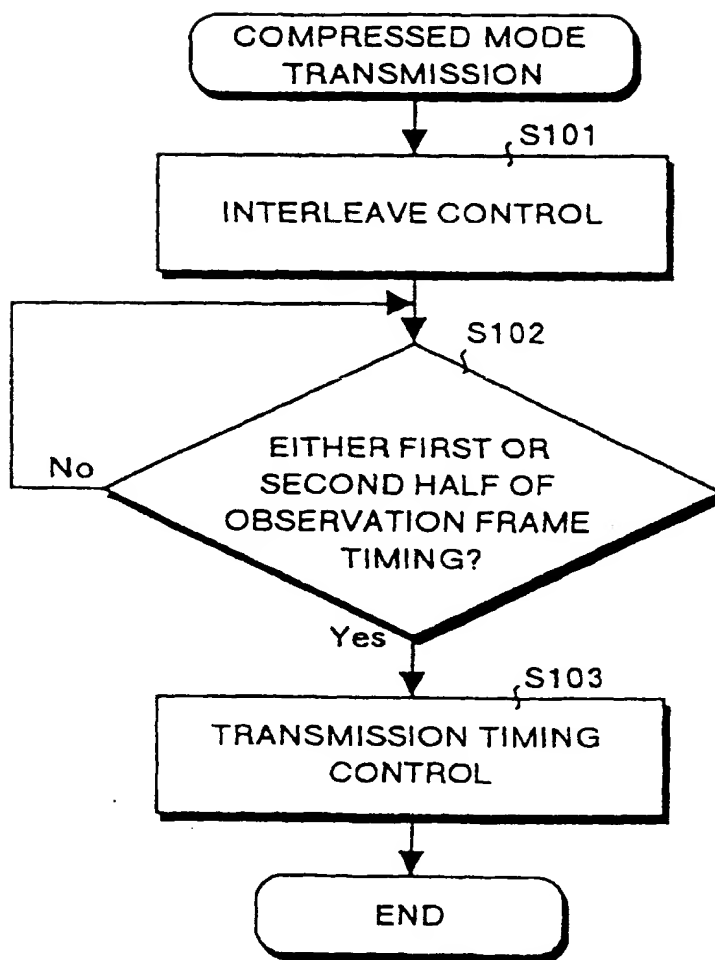 COMPRESSED MODE
TRANSMISSION
S101
INTERLEAVE CONTROL
S102
No
EITHER FIRST OR
SECOND HALF OF
OBSERVATION FRAME
TIMING?
Yes
S103
TRANSMISSION TIMING
CONTROL
END